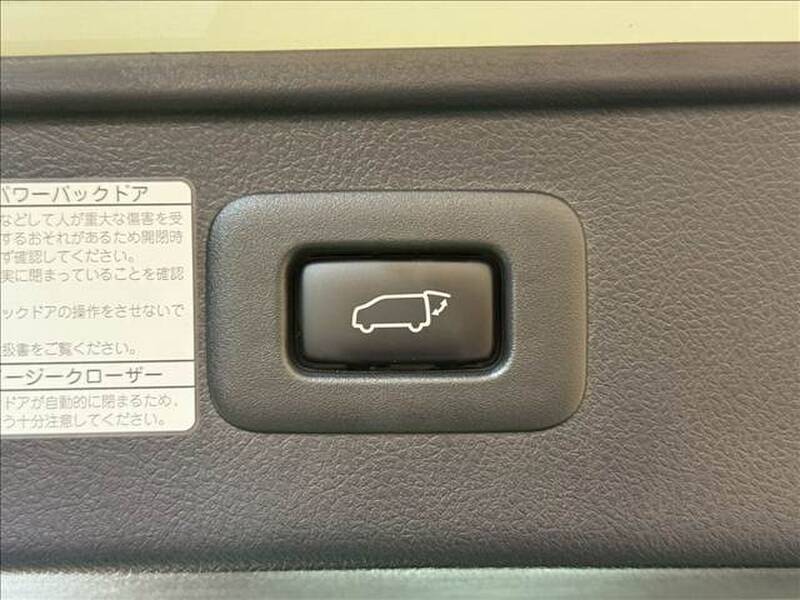 パワーバックドア
などして人が重大な傷害を受
するおそれがあるため開閉時
ず確認してください。
実に閉まっていることを確認
ックドアの操作をさせないで
扱書をご覧ください。
ージークローザー
ドアが自動的に閉まるため、
う十分注意してください。